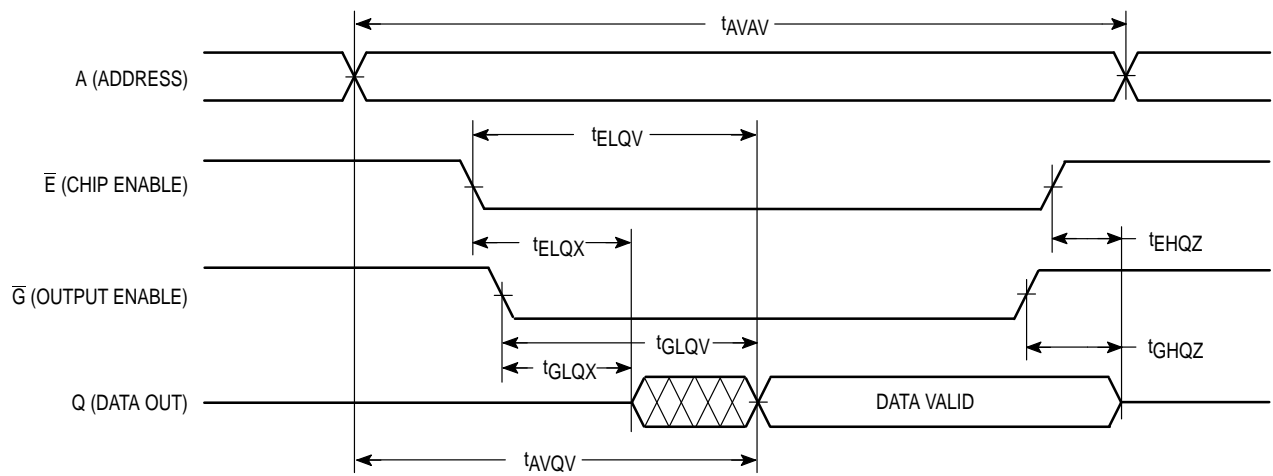 tAVAV
A (ADDRESS)
tELQV
E̅ (CHIP ENABLE)
tELQX
tEHQZ
G̅ (OUTPUT ENABLE)
tGLQV
tGHQZ
tGLQX
Q (DATA OUT)
DATA VALID
tAVQV